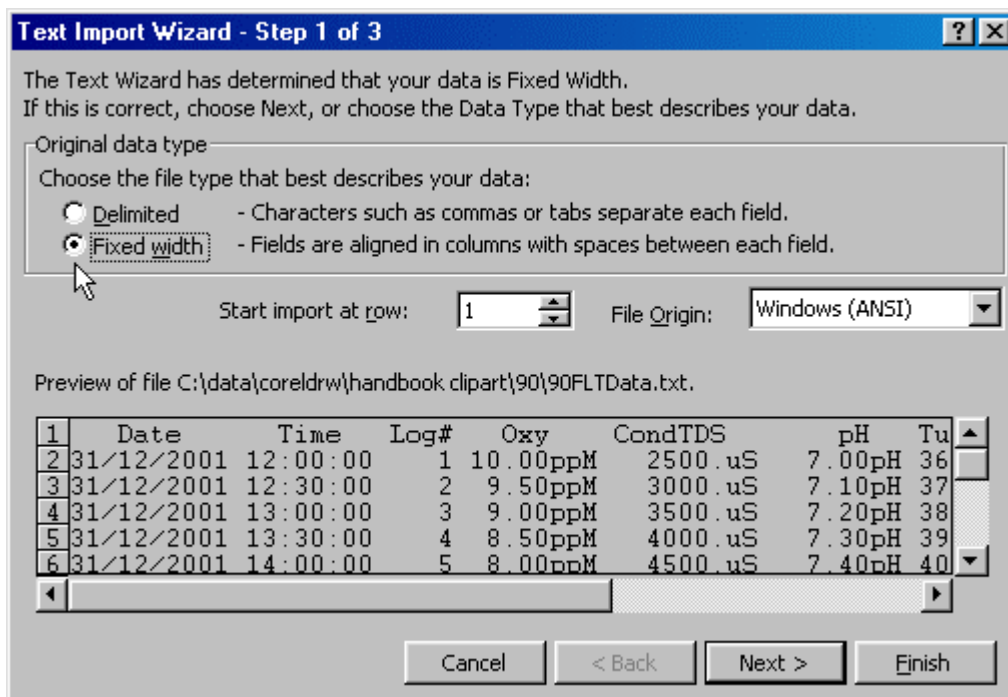 Text Import Wizard - Step 1 of 3
The Text Wizard has determined that your data is Fixed Width.
If this is correct, choose Next, or choose the Data Type that best describes your data.
Original data type
Choose the file type that best describes your data:
Delimited - Characters such as commas or tabs separate each field.
Fixed width - Fields are aligned in columns with spaces between each field.
Start import at row: 1 File Origin: Windows (ANSI)
Preview of file C:\data\coreldrw\handbook clipart\90\90FLTData.txt.
1 Date Time Log# Oxy CondTDS pH Tu
2 31/12/2001 12:00:00 1 10.00ppM 2500.uS 7.00pH 36
3 31/12/2001 12:30:00 2 9.50ppM 3000.uS 7.10pH 37
4 31/12/2001 13:00:00 3 9.00ppM 3500.uS 7.20pH 38
5 31/12/2001 13:30:00 4 8.50ppM 4000.uS 7.30pH 39
6 31/12/2001 14:00:00 5 8.00ppM 4500.uS 7.40pH 40
Cancel < Back Next > Finish